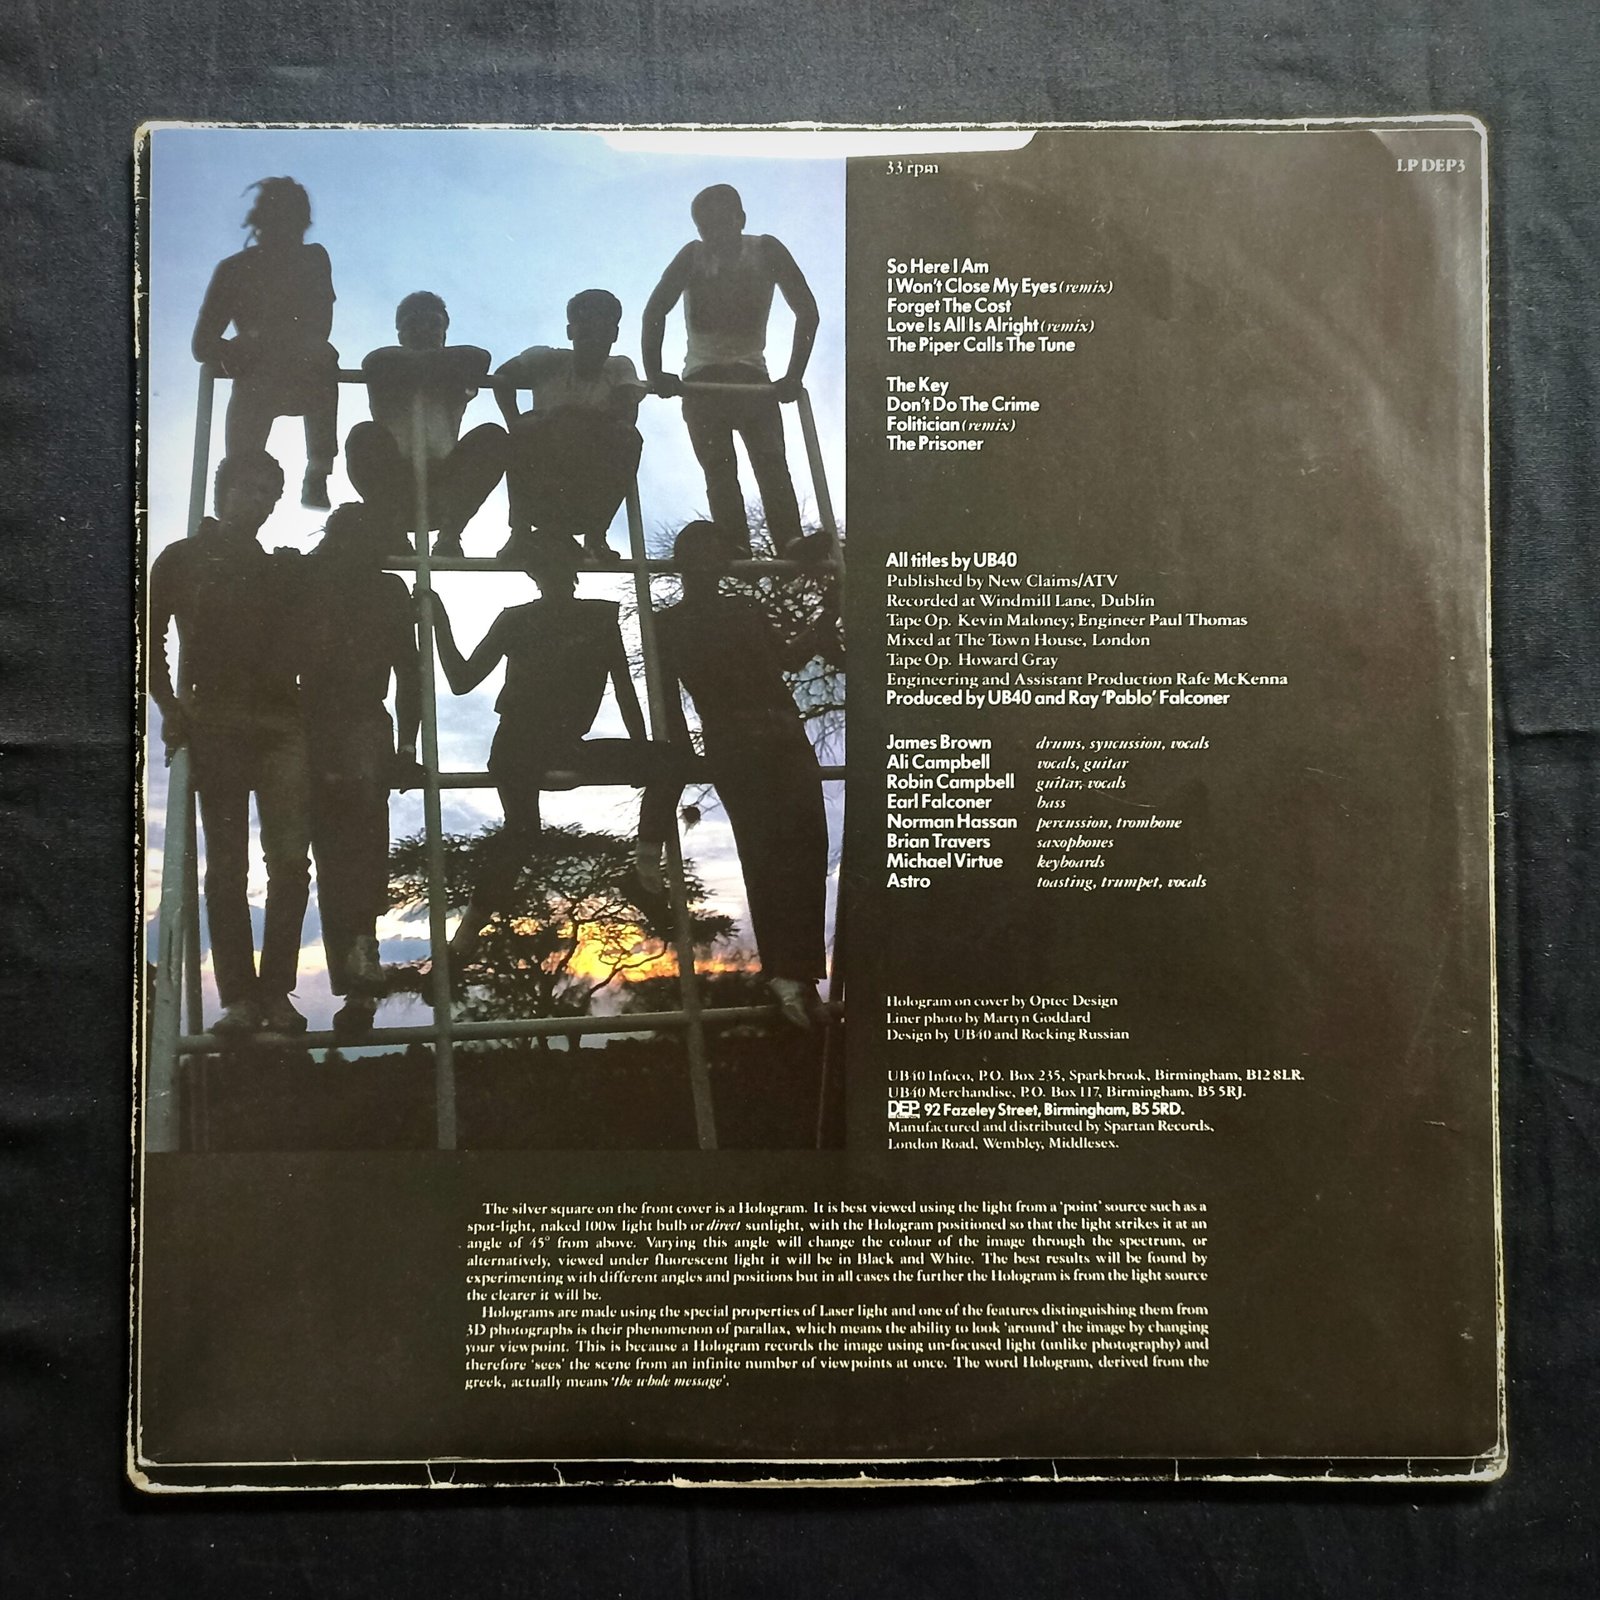 33 rpm
LP DEP3
So Here I Am
I Won't Close My Eyes (remix)
Forget The Cost
Love Is All Is Alright (remix)
The Piper Calls The Tune
The Key
Don't Do The Crime
Folitician (remix)
The Prisoner
All titles by UB40
Published by New Claims/ATV
Recorded at Windmill Lane, Dublin
Tape Op. Kevin Maloney; Engineer Paul Thomas
Mixed at The Town House, London
Tape Op. Howard Gray
Engineering and Assistant Production Rafe McKenna
Produced by UB40 and Ray 'Pablo' Falconer
James Brown drums, syncussion, vocals
Ali Campbell vocals, guitar
Robin Campbell guitar, vocals
Earl Falconer bass
Norman Hassan percussion, trombone
Brian Travers saxophones
Michael Virtue keyboards
Astro toasting, trumpet, vocals
Hologram on cover by Optec Design
Liner photo by Martyn Goddard
Design by UB40 and Rocking Russian
UB40 Infoco, P.O. Box 235, Sparkbrook, Birmingham, B12 8LR.
UB40 Merchandise, P.O. Box 117, Birmingham, B5 5RJ.
DEP 92 Fazeley Street, Birmingham, B5 5RD.
Manufactured and distributed by Spartan Records,
London Road, Wembley, Middlesex.
The silver square on the front cover is a Hologram. It is best viewed using the light from a 'point' source such as a
spot-light, naked 100w light bulb or direct sunlight, with the Hologram positioned so that the light strikes it at an
angle of 45° from above. Varying this angle will change the colour of the image through the spectrum, or
alternatively, viewed under fluorescent light it will be in Black and White. The best results will be found by
experimenting with different angles and positions but in all cases the further the Hologram is from the light source
the clearer it will be.
Holograms are made using the special properties of Laser light and one of the features distinguishing them from
3D photographs is their phenomenon of parallax, which means the ability to look 'around' the image by changing
your viewpoint. This is because a Hologram records the image using un-focused light (unlike photography) and
therefore 'sees' the scene from an infinite number of viewpoints at once. The word Hologram, derived from the
greek, actually means 'the whole message'.